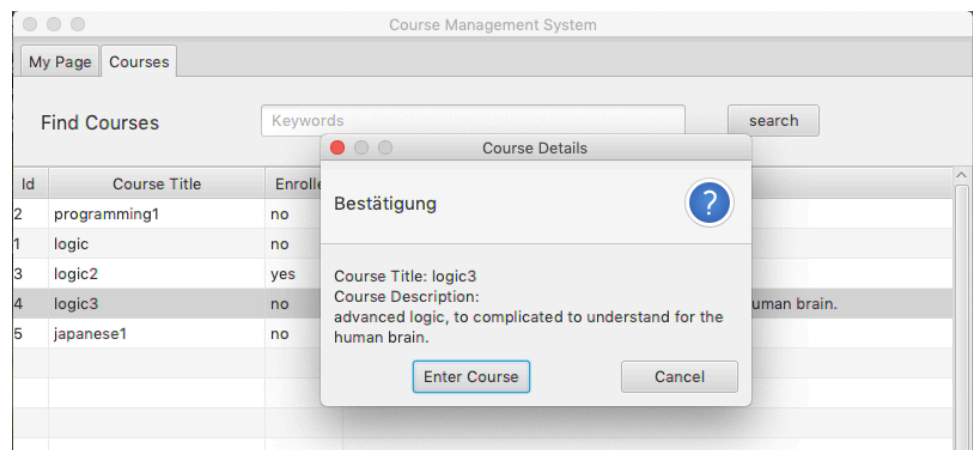 Course Management System
My Page Courses
Find Courses Keywords search
Course Details
Id Course Title Enrolle
Bestätigung
?
2 programming1 no
1 logic no
3 logic2 yes
4 logic3 no uman brain.
5 japanese1 no
Course Title: logic3
Course Description:
advanced logic, to complicated to understand for the
human brain.
Enter Course Cancel